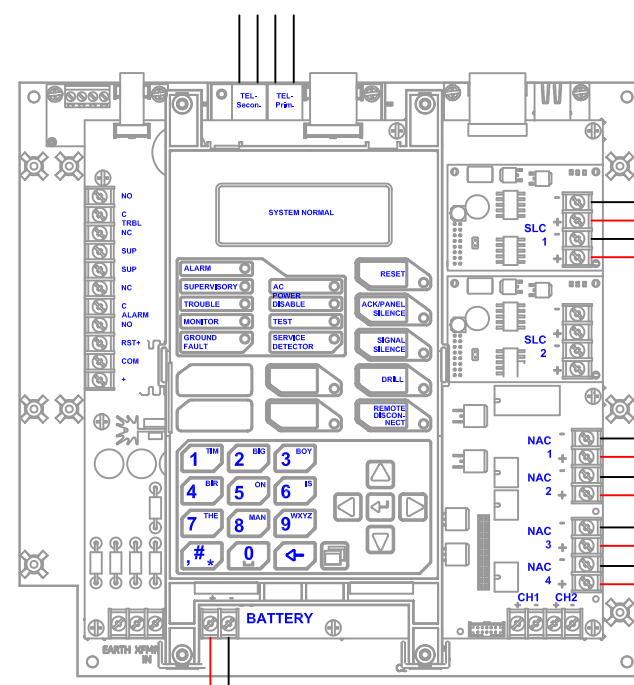 TEL-
Secon-
TEL-
Prim-
NO
C
TRBL
NC
SUP
SUP
NC
C
ALARM
NO
RST+
COM
+
SYSTEM NORMAL
ALARM
SUPERVISORY
TROUBLE
MONITOR
GROUND
FAULT
AC
POWER
DISABLE
TEST
SERVICE
DETECTOR
RESET
ACK/PANEL
SILENCE
SIGNAL
SILENCE
DRILL
REMOTE
DISCON-
NECT
1 TIM
2 BIG
3 BOY
4 BIR
5 ON
6 IS
7 THE
8 MAN
9 WXYZ
,#*
0
SLC
1
-
+
-
+
SLC
2
-
+
-
+
NAC
1
-
+
NAC
2
-
+
NAC
3
-
+
NAC
4
-
+
CH1 CH2
+ - + -
+ -
BATTERY
EARTH XFMR
IN